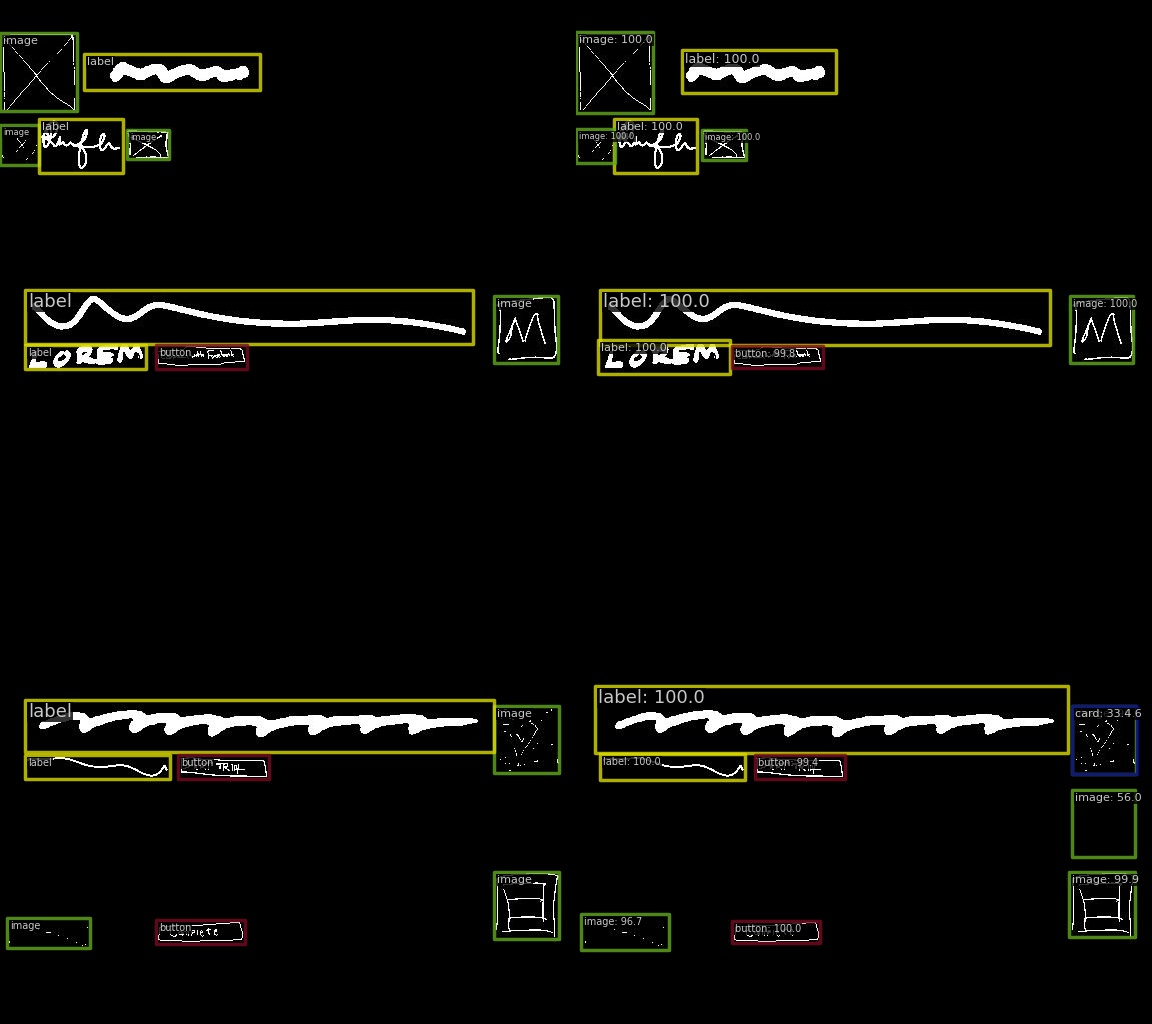 image image: 100.0
label label: 100.0
image label image image: 100.0 label: 100.0 image: 100.0
label image label: 100.0 image: 100.0
label LOREM button label: 100.0 LOREM button: 99.8
label image label: 100.0 card: 33.4.6
label button TRIAL label: 100.0 button: 99.4
image: 56.0
image image: 99.9
image button image: 96.7 button: 100.0